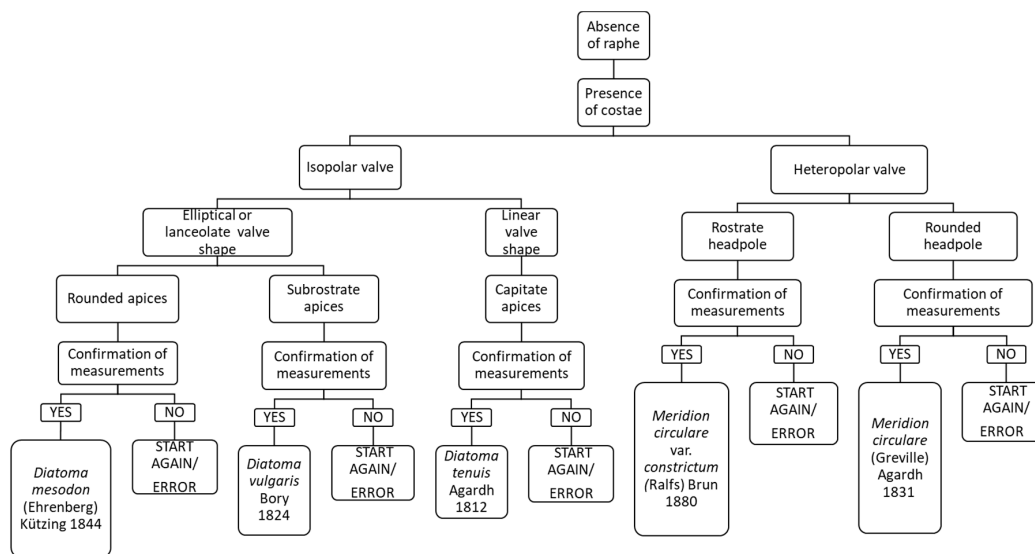 Absence
of raphe
Presence
of costae
Isopolar valve
Heteropolar valve
Elliptical or
lanceolate valve
shape
Linear
valve
shape
Rostrate
headpole
Rounded
headpole
Rounded apices
Subrostrate
apices
Capitate
apices
Confirmation of
measurements
Confirmation of
measurements
Confirmation of
measurements
Confirmation of
measurements
Confirmation of
measurements
YES
NO
YES
NO
YES
NO
YES
NO
YES
NO
Diatoma
mesodon
(Ehrenberg)
Kützing 1844
START
AGAIN/
ERROR
Diatoma
vulgaris
Bory
1824
START
AGAIN/
ERROR
Diatoma
tenuis
Agardh
1812
START
AGAIN/
ERROR
Meridion
circulare
var.
constrictum
(Ralfs) Brun
1880
START
AGAIN/
ERROR
Meridion
circulare
(Greville)
Agardh
1831
START
AGAIN/
ERROR